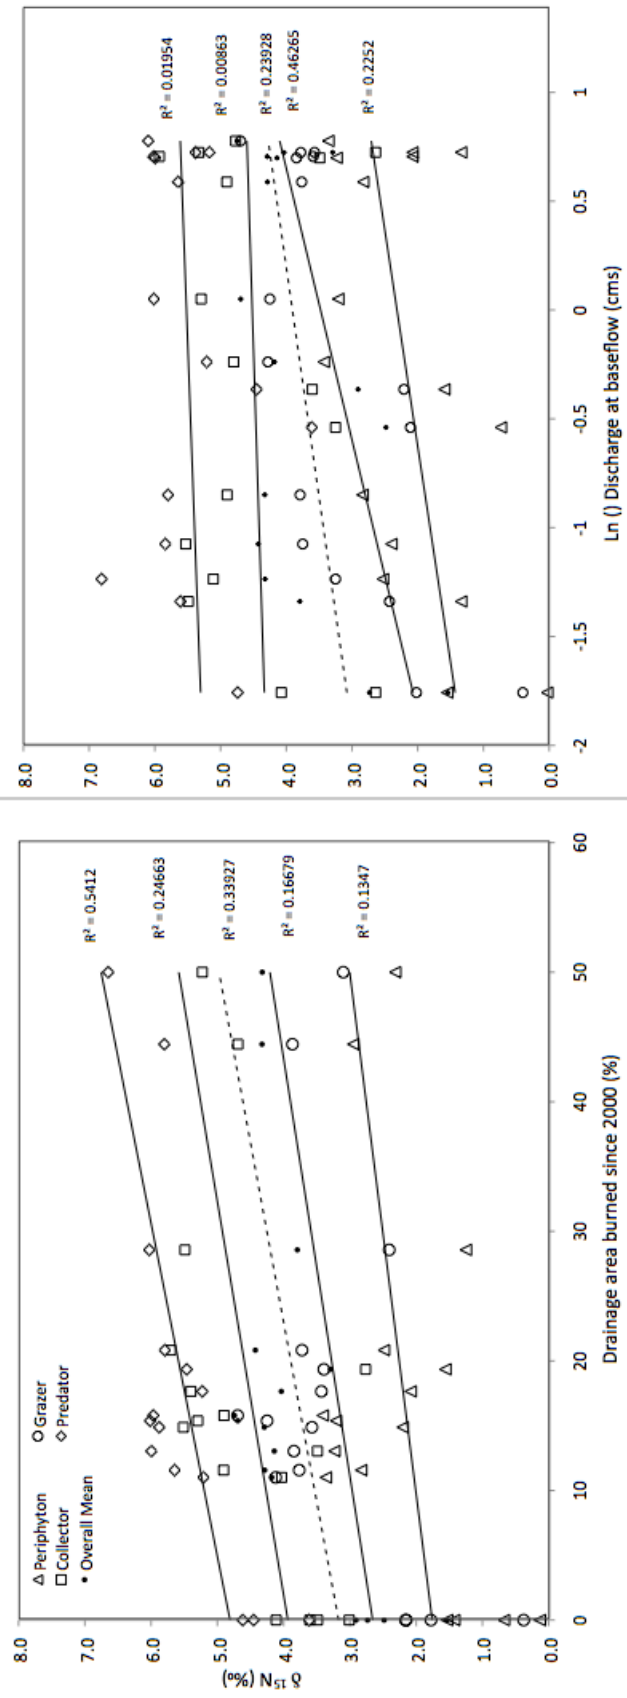 8.0
7.0
6.0
5.0
4.0
3.0
2.0
1.0
0.0
δ ¹⁵N (‰)
△ Periphyton
○ Grazer
□ Collector
◇ Predator
• Overall Mean
R² = 0.5412
R² = 0.24663
R² = 0.33927
R² = 0.16679
R² = 0.1347
0
10
20
30
40
50
60
Drainage area burned since 2000 (%)
8.0
7.0
6.0
5.0
4.0
3.0
2.0
1.0
0.0
R² = 0.01954
R² = 0.00863
R² = 0.23928
R² = 0.46265
R² = 0.2252
-2
-1.5
-1
-0.5
0
0.5
1
Ln () Discharge at baseflow (cms)